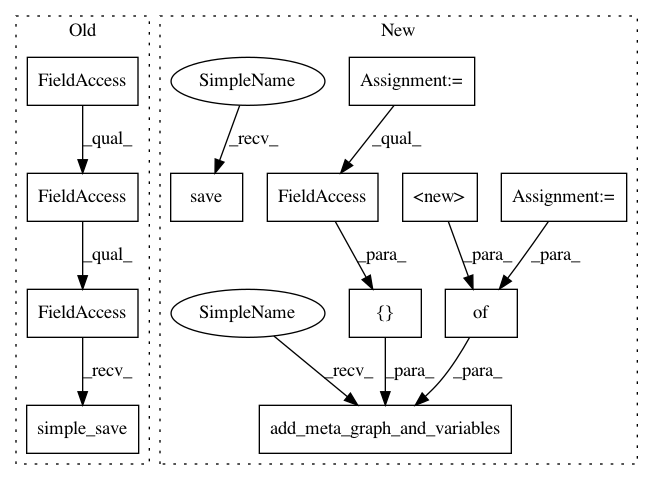 Old
New
FieldAccess
SimpleName
Assignment:=
_qual_
_recv_
_qual_
FieldAccess
save
FieldAccess
<new>
Assignment:=
_qual_
_para_
_para_
_para_
FieldAccess
SimpleName
{}
of
_recv_
_recv_
_para_
_para_
simple_save
add_meta_graph_and_variables